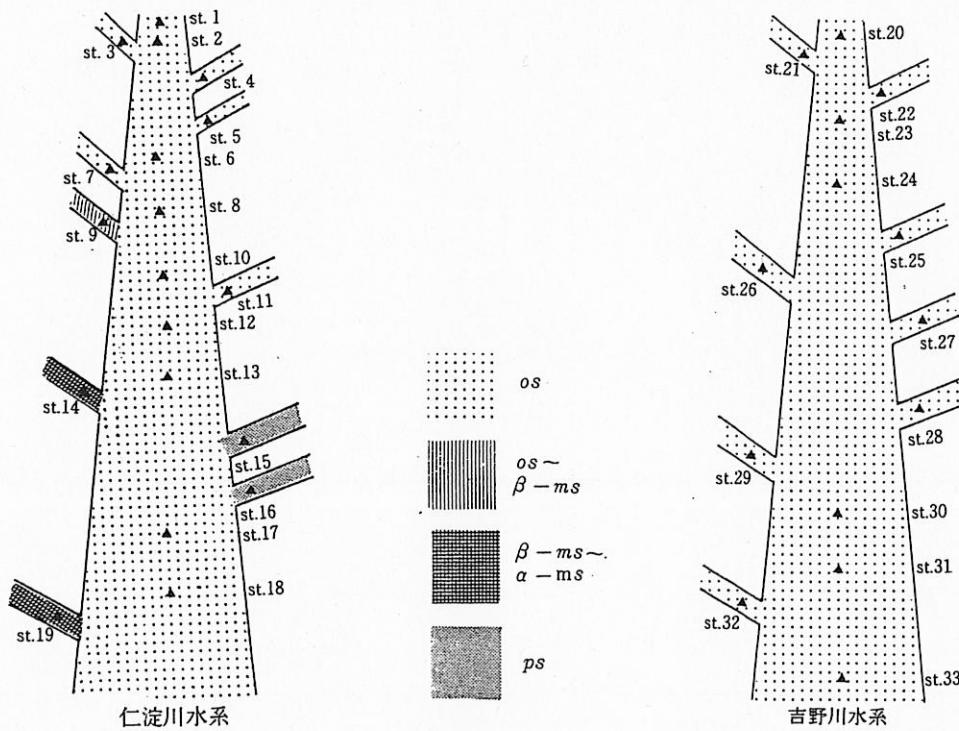 st. 1
st. 2
st. 3
st. 4
st. 5
st. 6
st. 7
st. 8
st. 9
st.10
st.11
st.12
st.13
st.14
st.15
st.16
st.17
st.18
st.19
仁淀川水系
os
os～
β－ms
β－ms～
α－ms
ps
st.20
st.21
st.22
st.23
st.24
st.25
st.26
st.27
st.28
st.29
st.30
st.31
st.32
st.33
吉野川水系